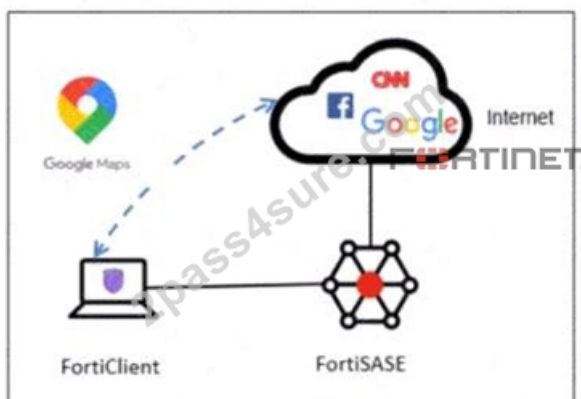 CNN
f Google
Internet
FORTINET
Google Maps
2pass4sure.com
FortiClient
FortiSASE